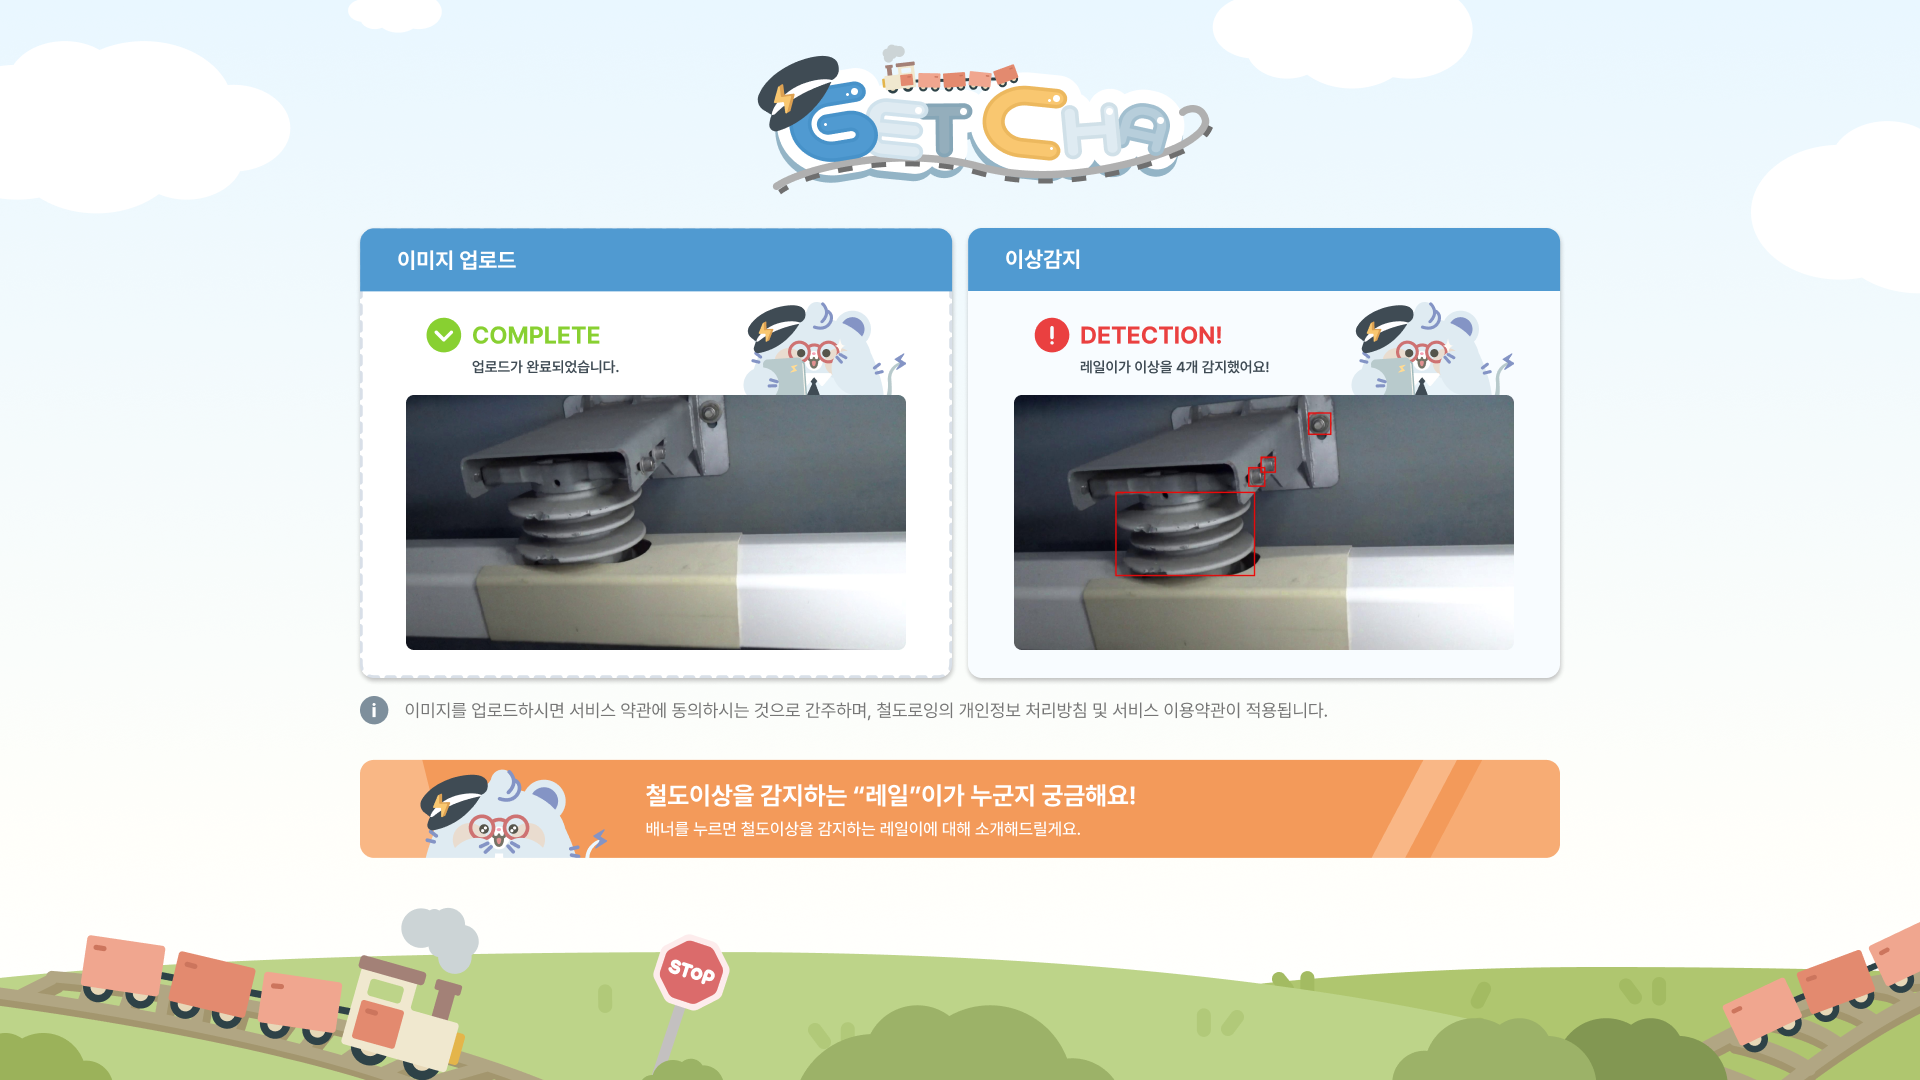 GETCHA
이미지 업로드
COMPLETE
업로드가 완료되었습니다.
이상감지
DETECTION!
레일이가 이상을 4개 감지했어요!
이미지를 업로드하시면 서비스 약관에 동의하시는 것으로 간주하며, 철도로잉의 개인정보 처리방침 및 서비스 이용약관이 적용됩니다.
철도이상을 감지하는 “레일”이가 누군지 궁금해요!
배너를 누르면 철도이상을 감지하는 레일이에 대해 소개해드릴게요.
STOP